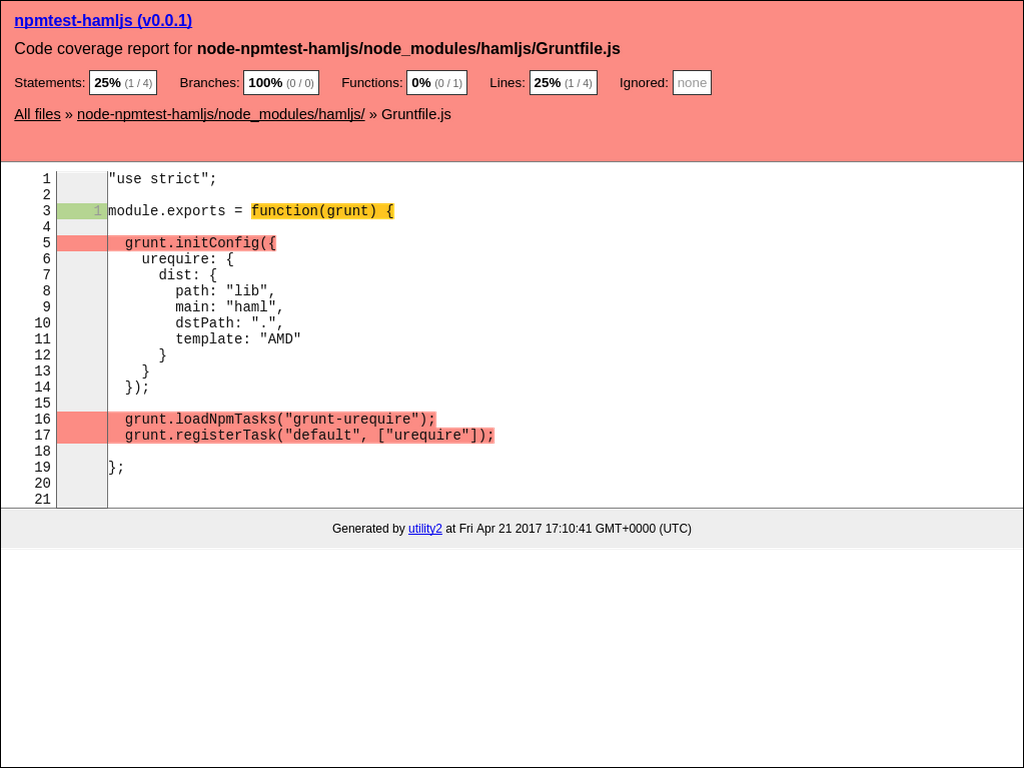 npmtest-hamljs (v0.0.1)
Code coverage report for node-npmtest-hamljs/node_modules/hamljs/Gruntfile.js
Statements: 25% (1 / 4) Branches: 100% (0 / 0) Functions: 0% (0 / 1) Lines: 25% (1 / 4) Ignored: none
All files » node-npmtest-hamljs/node_modules/hamljs/ » Gruntfile.js
1 "use strict";
2
3 1 module.exports = function(grunt) {
4
5   grunt.initConfig({
6     urequire: {
7       dist: {
8         path: "lib",
9         main: "haml",
10         dstPath: ".",
11         template: "AMD"
12       }
13     }
14   });
15
16   grunt.loadNpmTasks("grunt-urequire");
17   grunt.registerTask("default", ["urequire"]);
18
19 };
20
21
Generated by utility2 at Fri Apr 21 2017 17:10:41 GMT+0000 (UTC)